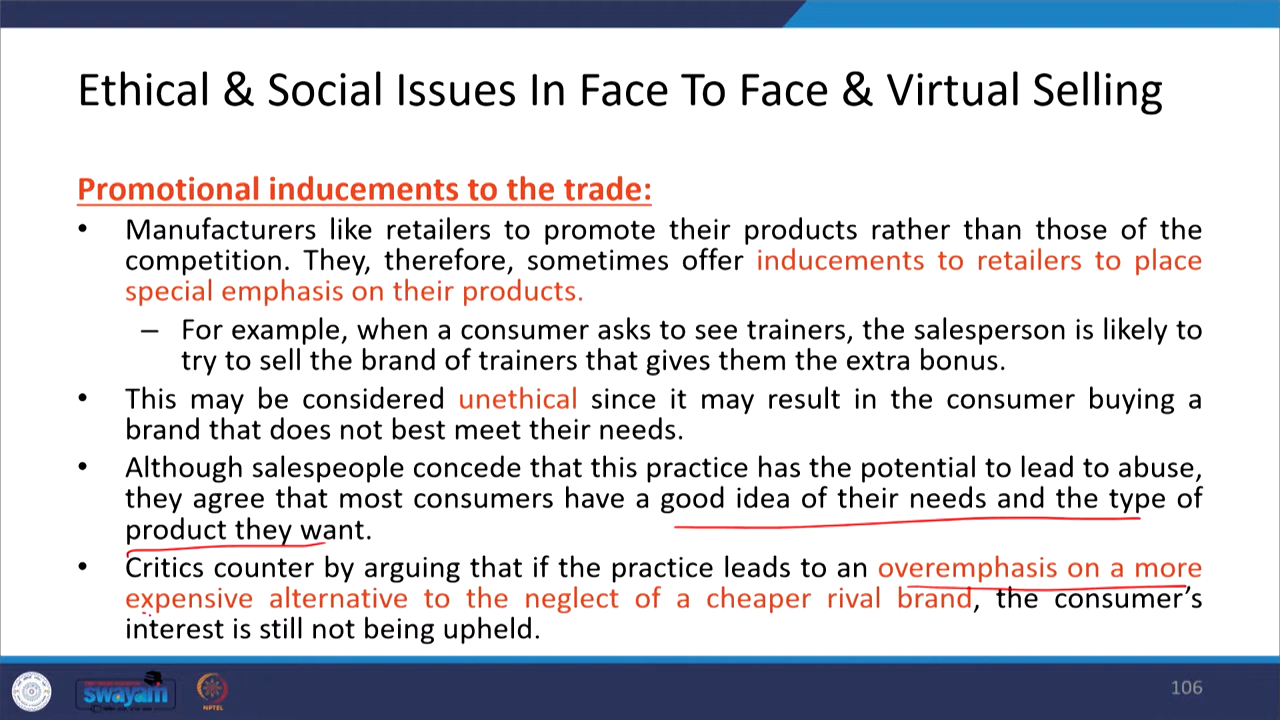 Ethical & Social Issues In Face To Face & Virtual Selling
Promotional inducements to the trade:
• Manufacturers like retailers to promote their products rather than those of the
competition. They, therefore, sometimes offer inducements to retailers to place
special emphasis on their products.
– For example, when a consumer asks to see trainers, the salesperson is likely to
try to sell the brand of trainers that gives them the extra bonus.
• This may be considered unethical since it may result in the consumer buying a
brand that does not best meet their needs.
• Although salespeople concede that this practice has the potential to lead to abuse,
they agree that most consumers have a good idea of their needs and the type of
product they want.
• Critics counter by arguing that if the practice leads to an overemphasis on a more
expensive alternative to the neglect of a cheaper rival brand, the consumer’s
interest is still not being upheld.
swayam
NPTEL
106